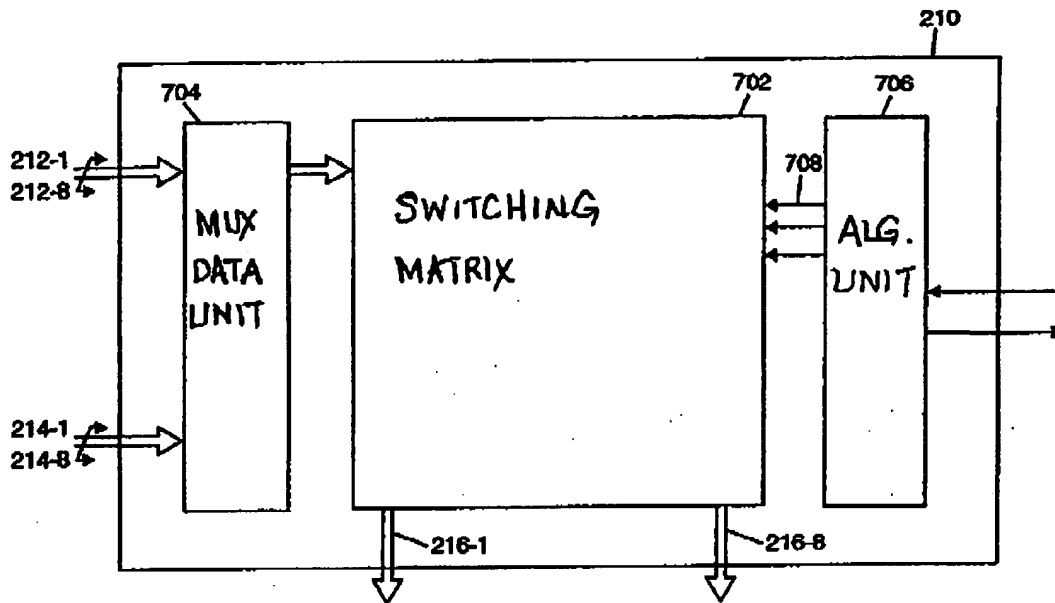 210
704
702
706
212-1
212-8
708
MUX
DATA
UNIT
SWITCHING
MATRIX
ALG.
UNIT
214-1
214-8
216-1
216-8